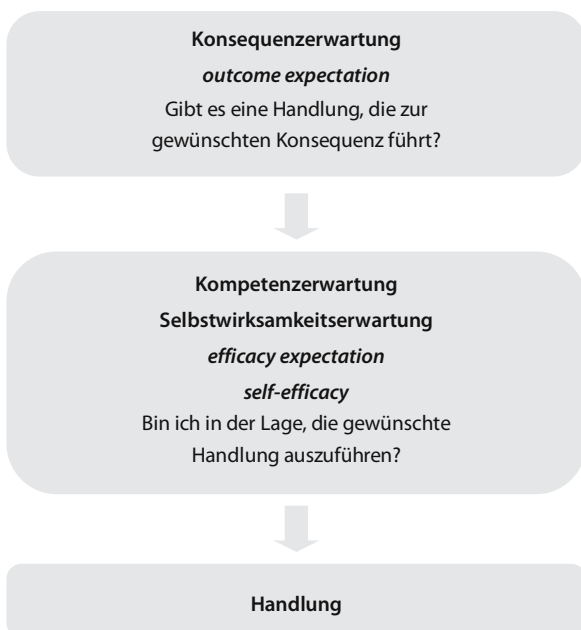 Konsequenzerwartung
outcome expectation
Gibt es eine Handlung, die zur
gewünschten Konsequenz führt?
Kompetenzerwartung
Selbstwirksamkeitserwartung
efficacy expectation
self-efficacy
Bin ich in der Lage, die gewünschte
Handlung auszuführen?
Handlung